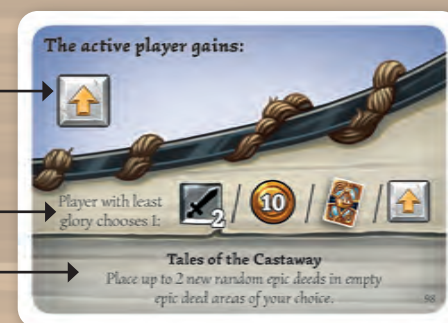 The active player gains:
Player with least
glory chooses 1:
2 / 10 / /
Tales of the Castaway
Place up to 2 new random epic deeds in empty
epic deed areas of your choice.
98